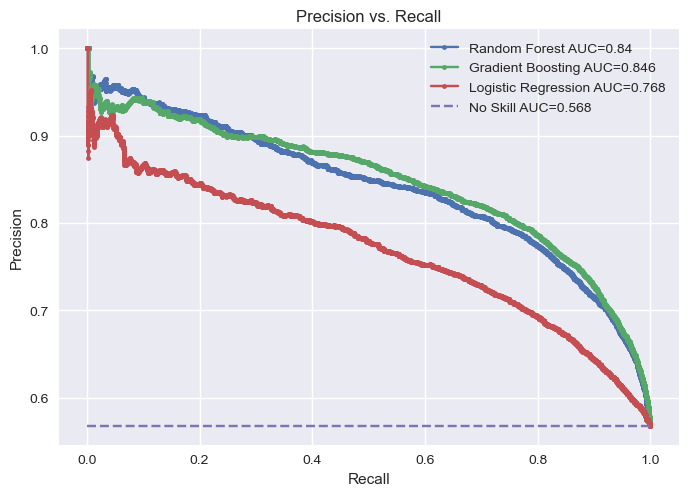 Precision vs. Recall
Random Forest AUC=0.84
Gradient Boosting AUC=0.846
Logistic Regression AUC=0.768
No Skill AUC=0.568
Precision
1.0
0.9
0.8
0.7
0.6
0.0 0.2 0.4 0.6 0.8 1.0
Recall